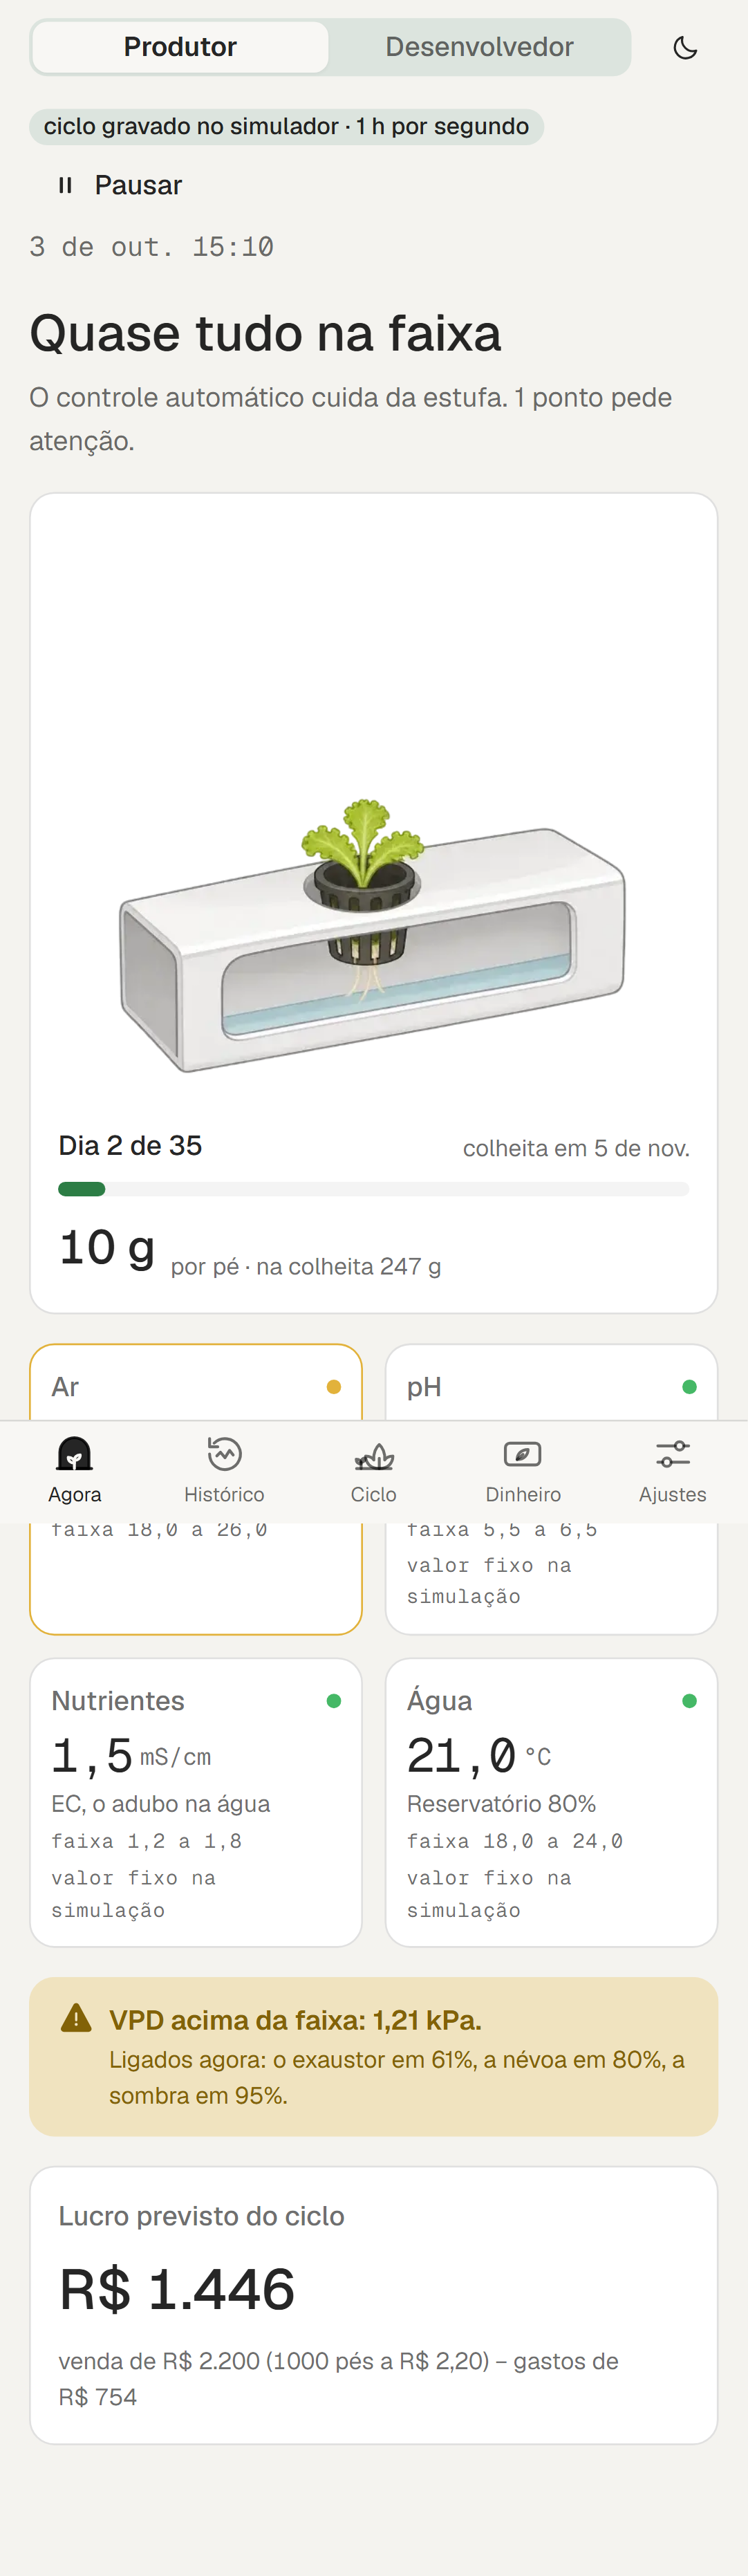 Produtor
Desenvolvedor
ciclo gravado no simulador · 1 h por segundo
Pausar
3 de out. 15:10
Quase tudo na faixa
O controle automático cuida da estufa. 1 ponto pede
atenção.
Dia 2 de 35
colheita em 5 de nov.
10 g por pé · na colheita 247 g
Ar
pH
Agora
Histórico
Ciclo
Dinheiro
Ajustes
faixa 18,0 a 26,0
faixa 5,5 a 6,5
valor fixo na
simulação
Nutrientes
1,5 mS/cm
EC, o adubo na água
faixa 1,2 a 1,8
valor fixo na
simulação
Água
21,0 °C
Reservatório 80%
faixa 18,0 a 24,0
valor fixo na
simulação
VPD acima da faixa: 1,21 kPa.
Ligados agora: o exaustor em 61%, a névoa em 80%, a
sombra em 95%.
Lucro previsto do ciclo
R$ 1.446
venda de R$ 2.200 (1000 pés a R$ 2,20) − gastos de
R$ 754